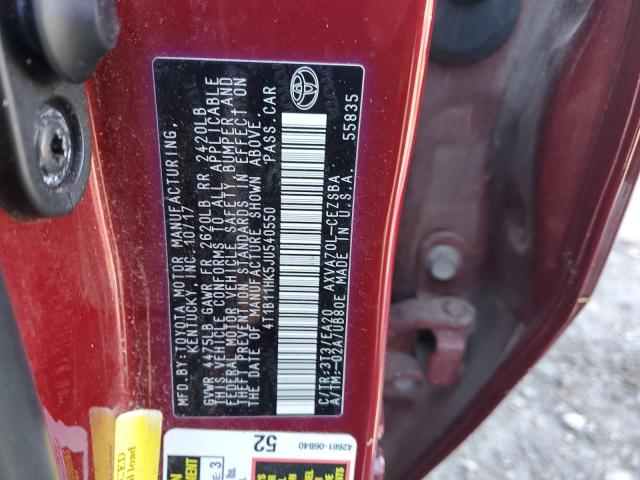 MFD.BY: TOYOTA MOTOR MANUFACTURING,
KENTUCKY, INC. 10/17
GVWR 4475LB GAWR FR 2620LB RR 2420LB
THIS VEHICLE CONFORMS TO ALL APPLICABLE
FEDERAL MOTOR VEHICLE SAFETY, BUMPER, AND
THEFT PREVENTION STANDARDS IN EFFECT ON
THE DATE OF MANUFACTURE SHOWN ABOVE.
4T1B11HK5JU540550 PASS.CAR
C/TR:3T3/EA20 AXVA70L-CEZSBA
A/TM:-02A/UB80E MADE IN U.S.A. 55835
52
42661-06B40